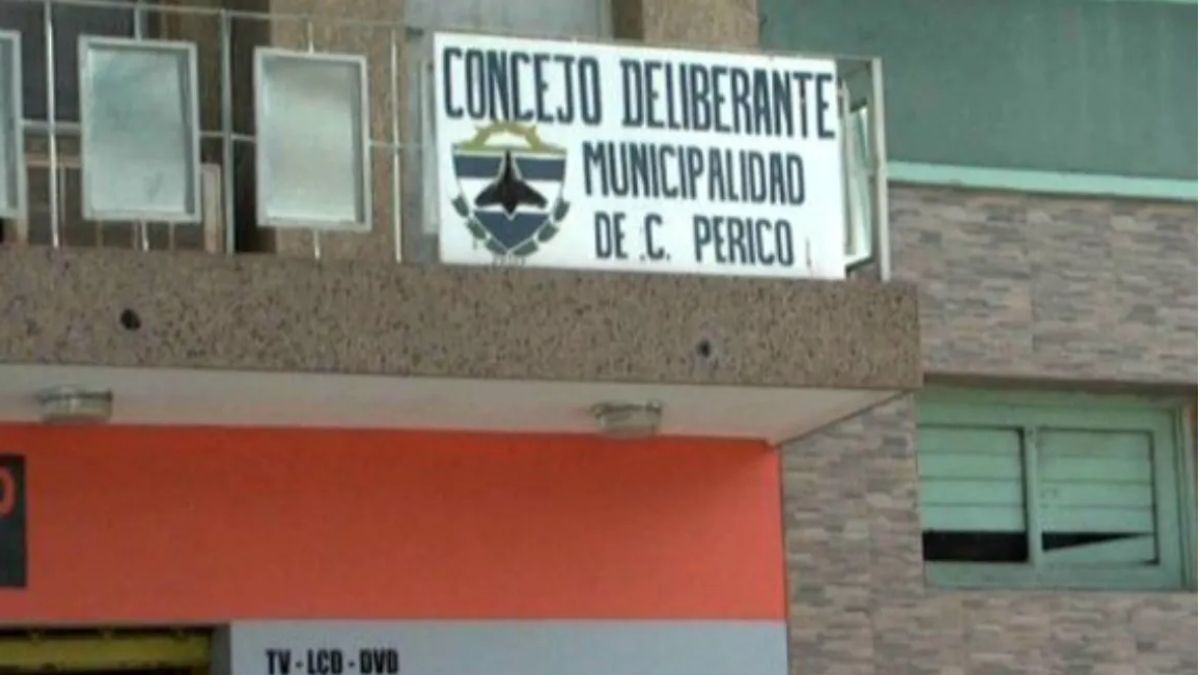 CONCEJO DELIBERANTE
MUNICIPALIDAD
DE .C. PERICO
TV - LCD - DVD